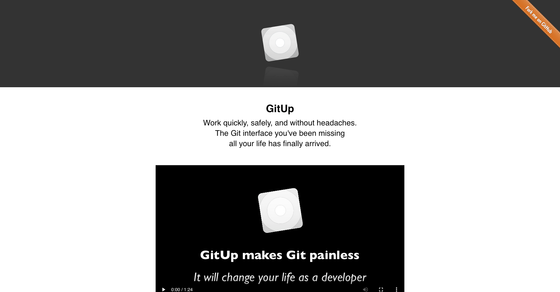 Fork me on GitHub
GitUp
Work quickly, safely, and without headaches.
The Git interface you've been missing
all your life has finally arrived.
GitUp makes Git painless
It will change your life as a developer
0:00 / 1:24